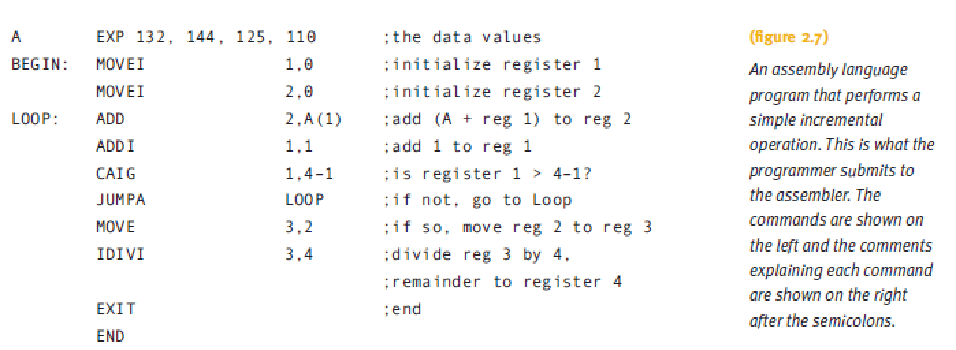 A EXP 132, 144, 125, 110 ;the data values
BEGIN: MOVEI 1,0 ;initialize register 1
MOVEI 2,0 ;initialize register 2
LOOP: ADD 2,A(1) ;add (A + reg 1) to reg 2
ADDI 1,1 ;add 1 to reg 1
CAIG 1,4-1 ;is register 1 > 4-1?
JUMPA LOOP ;if not, go to Loop
MOVE 3,2 ;if so, move reg 2 to reg 3
IDIVI 3,4 ;divide reg 3 by 4,
;remainder to register 4
EXIT ;end
END
(figure 2.7)
An assembly language
program that performs a
simple incremental
operation. This is what the
programmer submits to
the assembler. The
commands are shown on
the left and the comments
explaining each command
are shown on the right
after the semicolons.